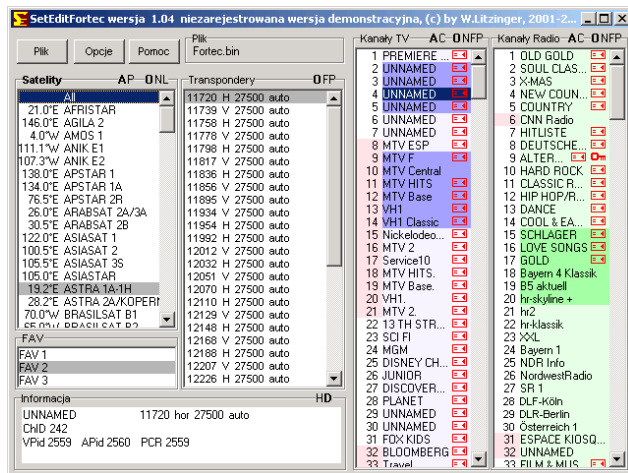 SetEditFortec wersja 1.04 niezarejestrowana wersja demonstracyjna, (c) by W.Litzinger, 2001-2...
Plik
Opcje
Pomoc
Plik
Fortec.bin
Satelity AP ONL
All
21.0°E AFRISTAR
146.0°E AGILA 2
4.0°W AMOS 1
111.1°W ANIK E1
107.3°W ANIK E2
138.0°E APSTAR 1
134.0°E APSTAR 1A
76.5°E APSTAR 2R
26.0°E ARABSAT 2A/3A
30.5°E ARABSAT 2B
122.0°E ASIASAT 1
100.5°E ASIASAT 2
105.5°E ASIASAT 3S
105.0°E ASIASTAR
19.2°E ASTRA 1A-1H
28.2°E ASTRA 2A/KOPERN
70.0°W BRASILSAT B1
65.0°W BRASILSAT B2
FAV
FAV 1
FAV 2
FAV 3
Transpondery OFP
11720 H 27500 auto
11739 V 27500 auto
11758 H 27500 auto
11778 V 27500 auto
11798 H 27500 auto
11817 V 27500 auto
11836 H 27500 auto
11856 V 27500 auto
11895 V 27500 auto
11934 V 27500 auto
11954 H 27500 auto
11992 H 27500 auto
12012 V 27500 auto
12032 H 27500 auto
12051 V 27500 auto
12070 H 27500 auto
12110 H 27500 auto
12129 V 27500 auto
12148 H 27500 auto
12168 V 27500 auto
12188 H 27500 auto
12207 V 27500 auto
12226 H 27500 auto
Informacja HD
UNNAMED 11720 hor 27500 auto
ChID 242
VPid 2559 APid 2560 PCR 2559
Kanały TV AC ONFP
1 PREMIERE ...
2 UNNAMED
3 UNNAMED
4 UNNAMED
5 UNNAMED
6 UNNAMED
7 UNNAMED
8 MTV ESP
9 MTV F
10 MTV Central
11 MTV HITS
12 MTV Base
13 VH1
14 VH1 Classic
15 Nickelodeo...
16 MTV 2
17 Service10
18 MTV HITS.
19 MTV Base.
20 VH1.
21 MTV 2.
22 13 TH STR...
23 SCI FI
24 MGM
25 DISNEY CH...
26 JUNIOR
27 DISCOVER...
28 PLANET
29 UNNAMED
30 UNNAMED
31 FOX KIDS
32 BLOOMBERG
33 Travel
Kanały Radio AC ONFP
1 OLD GOLD
2 SOUL CLAS...
3 X-MAS
4 NEW COUN...
5 COUNTRY
6 CNN Radio
7 HITLISTE
8 DEUTSCHE...
9 ALTER...
10 HARD ROCK
11 CLASSIC R...
12 HIP HOP/R...
13 DANCE
14 COOL & EA...
15 SCHLAGER
16 LOVE SONGS
17 GOLD
18 Bayern 4 Klassik
19 B5 aktuell
20 hr-skyline +
21 hr2
22 hr-klassik
23 XXL
24 Bayern 1
25 NDR Info
26 NordwestRadio
27 SR 1
28 DLF-Köln
29 DLR-Berlin
30 Österreich 1
31 ESPACE KIOSQ...
32 UNNAMED
33 FILM & MUS...